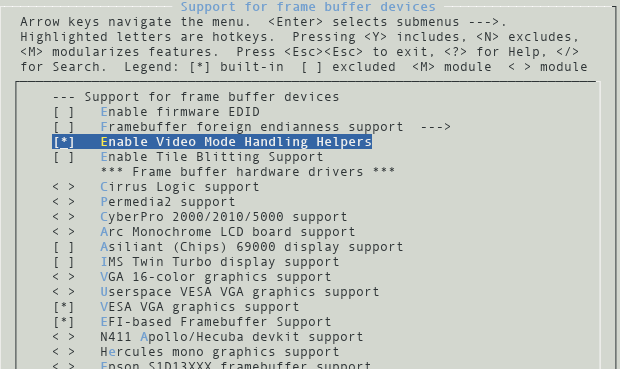 Support for frame buffer devices
Arrow keys navigate the menu.  <Enter> selects submenus --->.
Highlighted letters are hotkeys.  Pressing <Y> includes, <N> excludes,
<M> modularizes features.  Press <Esc><Esc> to exit, <?> for Help, </>
for Search.  Legend: [*] built-in  [ ] excluded  <M> module  < > module
--- Support for frame buffer devices
[ ]   Enable firmware EDID
[ ]   Framebuffer foreign endianness support  --->
[*]   Enable Video Mode Handling Helpers
[ ]   Enable Tile Blitting Support
*** Frame buffer hardware drivers ***
< >   Cirrus Logic support
< >   Permedia2 support
< >   CyberPro 2000/2010/5000 support
< >   Arc Monochrome LCD board support
[ ]   Asiliant (Chips) 69000 display support
[ ]   IMS Twin Turbo display support
< >   VGA 16-color graphics support
< >   Userspace VESA VGA graphics support
[*]   VESA VGA graphics support
[*]   EFI-based Framebuffer Support
< >   N411 Apollo/Hecuba devkit support
< >   Hercules mono graphics support
< >   Epson S1D13XXX framebuffer support